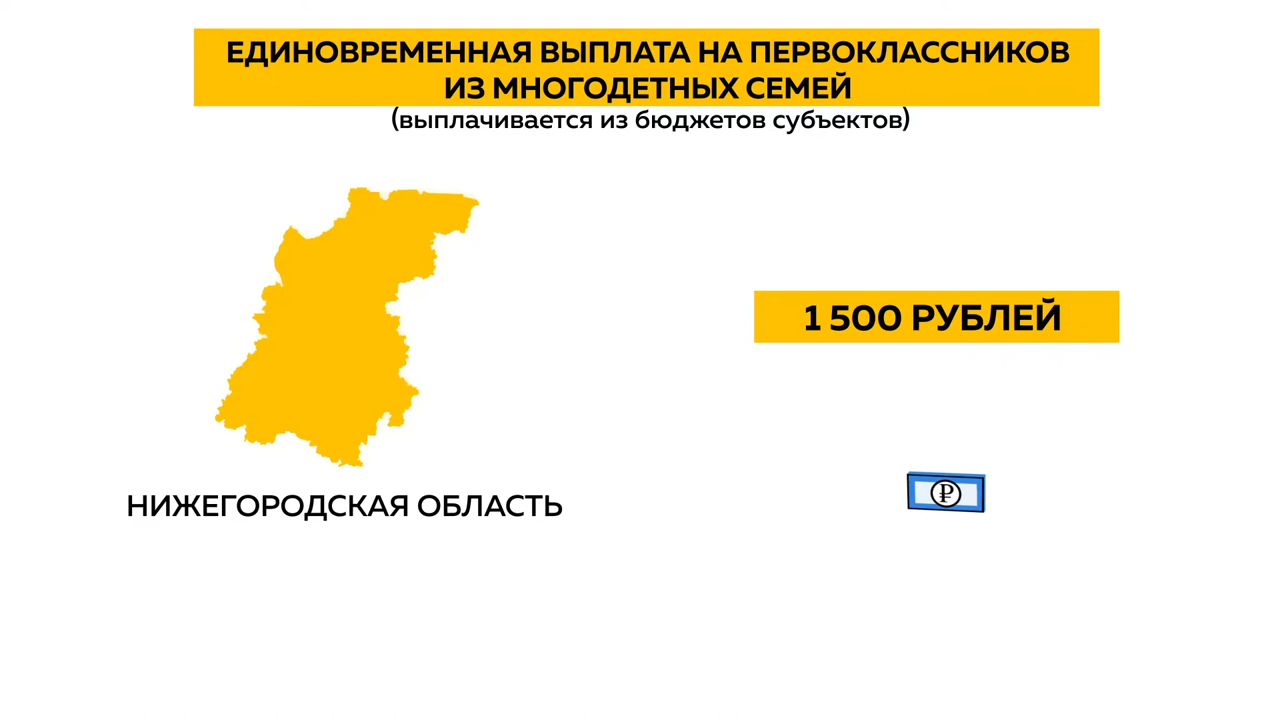 ЕДИНОВРЕМЕННАЯ ВЫПЛАТА НА ПЕРВОКЛАССНИКОВ
ИЗ МНОГОДЕТНЫХ СЕМЕЙ
(выплачивается из бюджетов субъектов)
1 500 РУБЛЕЙ
НИЖЕГОРОДСКАЯ ОБЛАСТЬ
₽